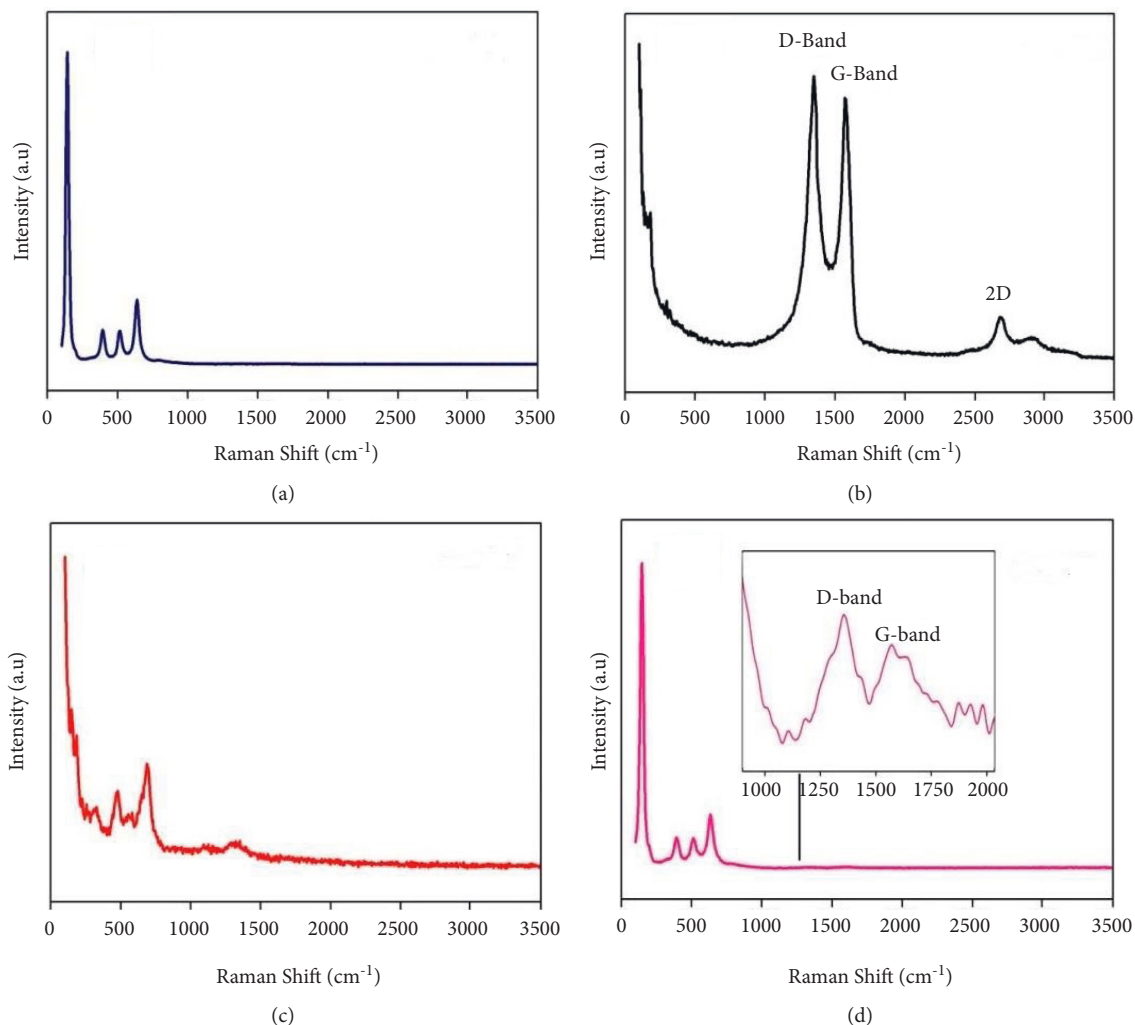 D-Band
G-Band
2D
Intensity (a.u)
0 500 1000 1500 2000 2500 3000 3500
Raman Shift (cm-1)
(a)
Intensity (a.u)
0 500 1000 1500 2000 2500 3000 3500
Raman Shift (cm-1)
(b)
Intensity (a.u)
0 500 1000 1500 2000 2500 3000 3500
Raman Shift (cm-1)
(c)
D-band
G-band
1000 1250 1500 1750 2000
Intensity (a.u)
0 500 1000 1500 2000 2500 3000 3500
Raman Shift (cm-1)
(d)